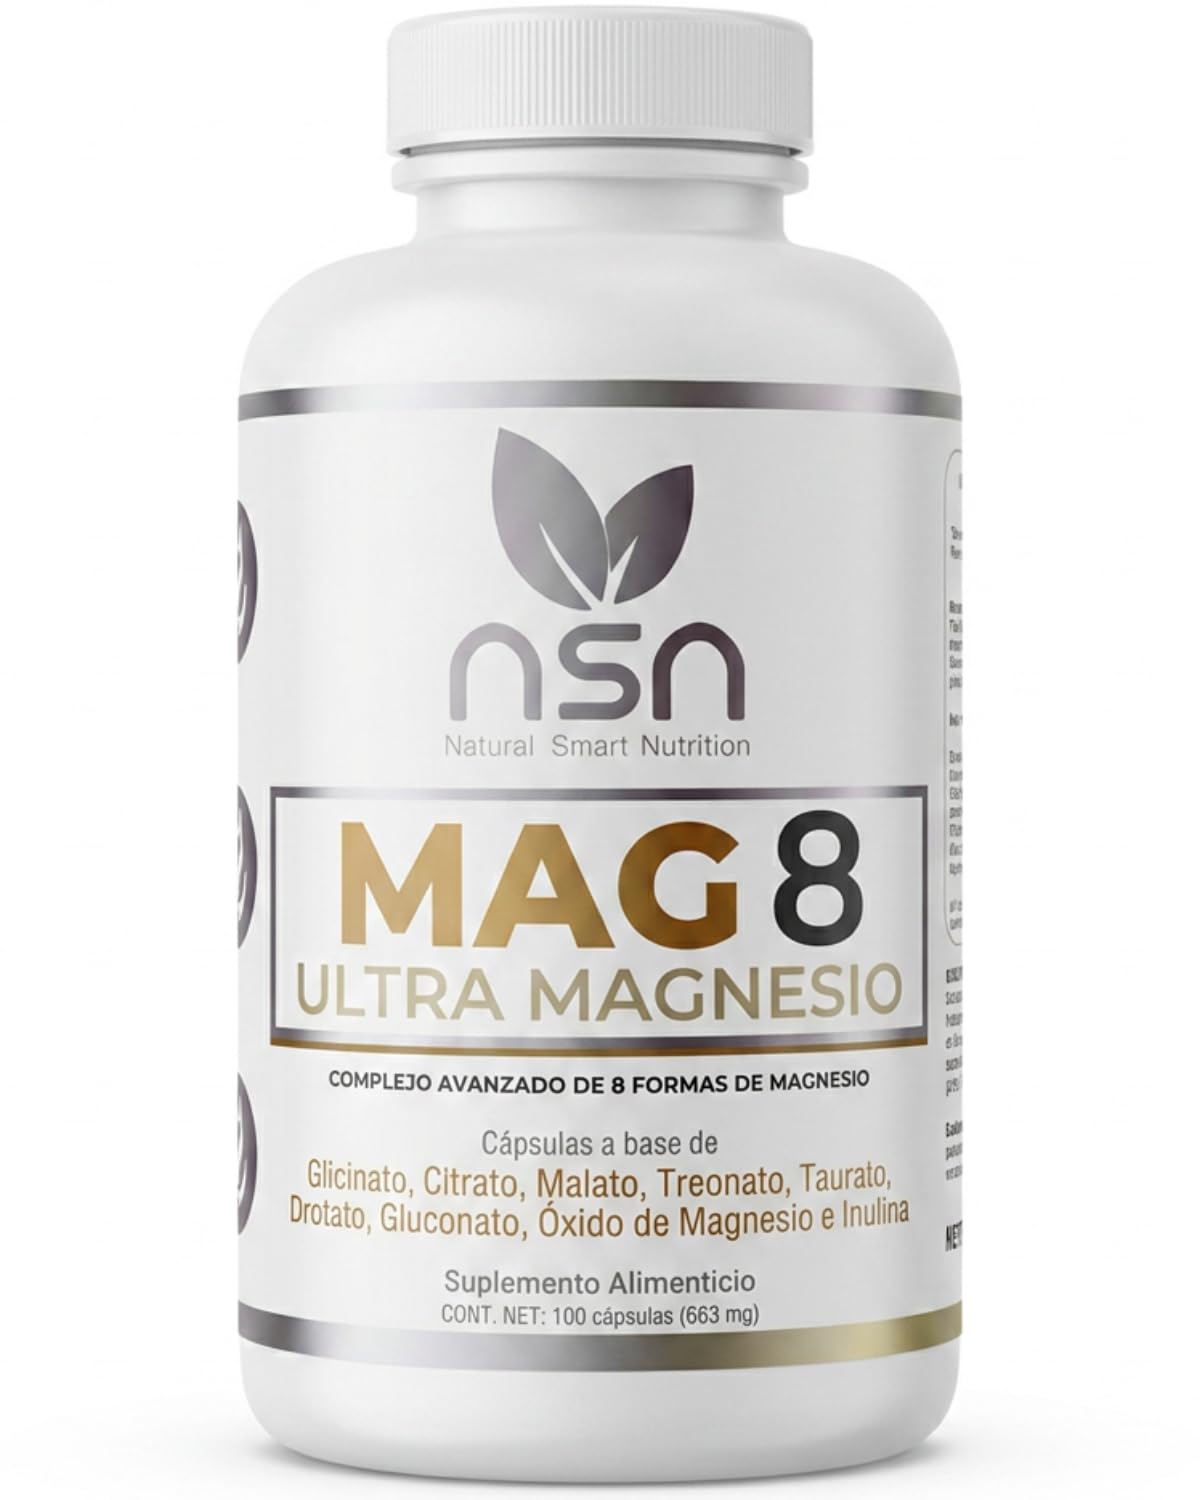 nsn
Natural Smart Nutrition
MAG 8
ULTRA MAGNESIO
COMPLEJO AVANZADO DE 8 FORMAS DE MAGNESIO
Cápsulas a base de
Glicinato, Citrato, Malato, Treonato, Taurato,
Drotato, Gluconato, Óxido de Magnesio e Inulina
Suplemento Alimenticio
CONT. NET: 100 cápsulas (663 mg)